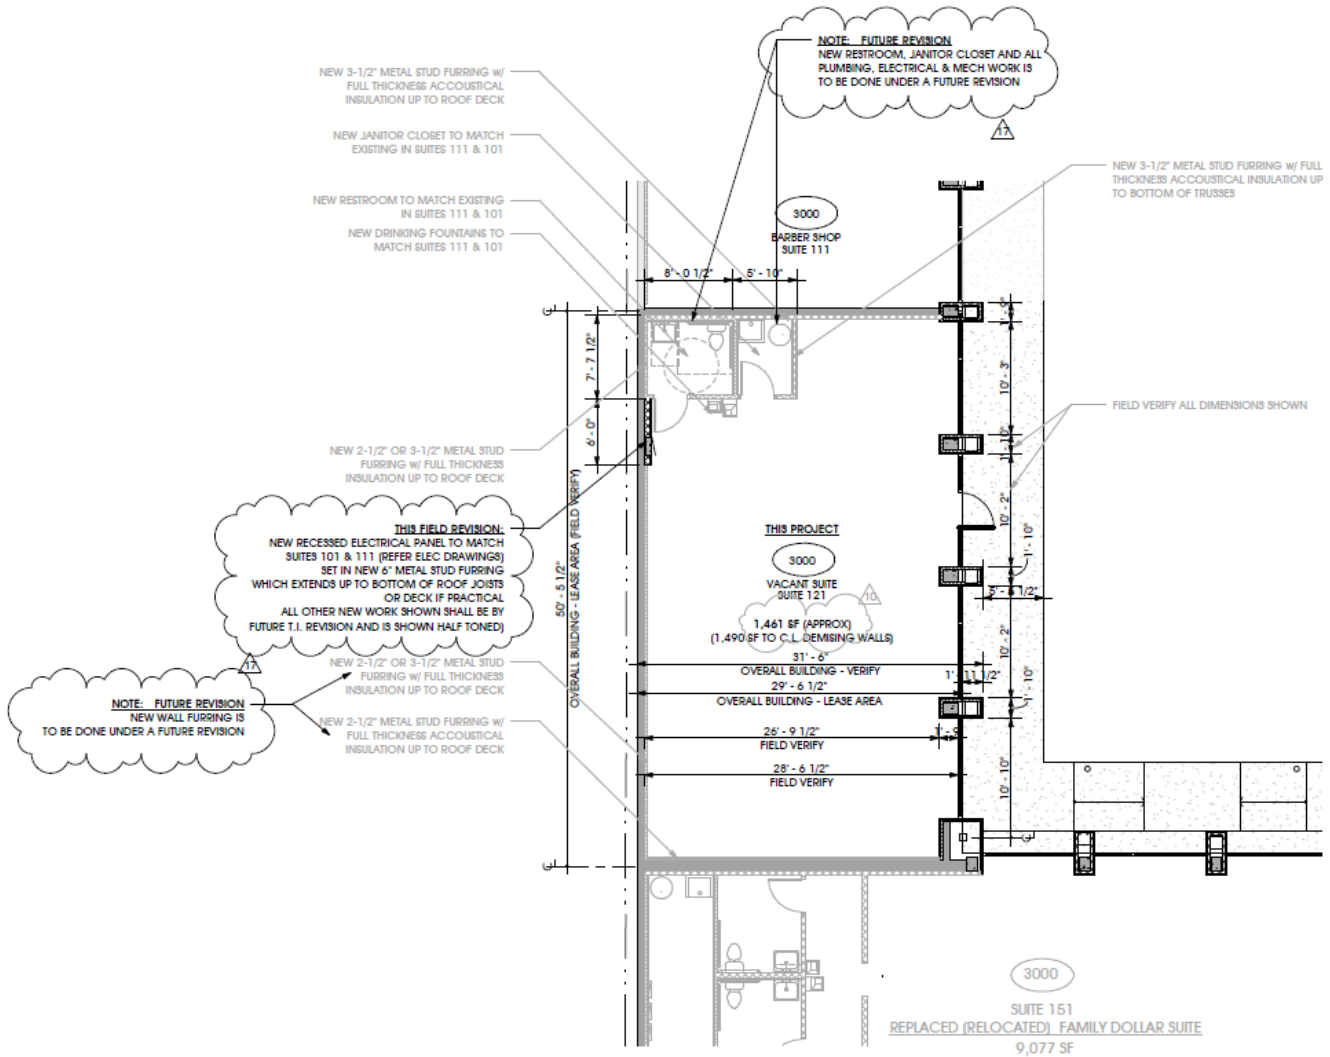 NOTE: FUTURE REVISION
NEW RESTROOM, JANITOR CLOSET AND ALL
PLUMBING, ELECTRICAL & MECH WORK IS
TO BE DONE UNDER A FUTURE REVISION
17
NEW 3-1/2" METAL STUD FURRING w/
FULL THICKNESS ACCOUSTICAL
INSULATION UP TO ROOF DECK
NEW JANITOR CLOSET TO MATCH
EXISTING IN SUITES 111 & 101
NEW RESTROOM TO MATCH EXISTING
IN SUITES 111 & 101
NEW DRINKING FOUNTAINS TO
MATCH SUITES 111 & 101
NEW 3-1/2" METAL STUD FURRING w/ FULL
THICKNESS ACCOUSTICAL INSULATION UP
TO BOTTOM OF TRUSSES
3000
BARBER SHOP
SUITE 111
8' - 0 1/2"
5' - 10"
7' - 7 1/2"
6' - 0"
1' - 9"
10' - 3"
1' - 10"
10' - 2"
1' - 10"
5' - 6 1/2"
10' - 2"
1' - 10"
10' - 10"
FIELD VERIFY ALL DIMENSIONS SHOWN
NEW 2-1/2" OR 3-1/2" METAL STUD
FURRING w/ FULL THICKNESS
INSULATION UP TO ROOF DECK
THIS FIELD REVISION:
NEW RECESSED ELECTRICAL PANEL TO MATCH
SUITES 101 & 111 (REFER ELEC DRAWINGS)
SET IN NEW 6" METAL STUD FURRING
WHICH EXTENDS UP TO BOTTOM OF ROOF JOISTS
OR DECK IF PRACTICAL
ALL OTHER NEW WORK SHOWN SHALL BE BY
FUTURE T.I. REVISION AND IS SHOWN HALF TONED)
17
50' - 5 1/2"
OVERALL BUILDING - LEASE AREA (FIELD VERIFY)
THIS PROJECT
3000
VACANT SUITE
SUITE 121
10
1,461 SF (APPROX)
(1,490 SF TO C.L. DEMISING WALLS)
31' - 6"
OVERALL BUILDING - VERIFY
1' - 11 1/2"
29' - 6 1/2"
OVERALL BUILDING - LEASE AREA
26' - 9 1/2"
FIELD VERIFY
1' - 9"
28' - 6 1/2"
FIELD VERIFY
NEW 2-1/2" OR 3-1/2" METAL STUD
FURRING w/ FULL THICKNESS
INSULATION UP TO ROOF DECK
NOTE: FUTURE REVISION
NEW WALL FURRING IS
TO BE DONE UNDER A FUTURE REVISION
NEW 2-1/2" METAL STUD FURRING w/
FULL THICKNESS ACCOUSTICAL
INSULATION UP TO ROOF DECK
3000
SUITE 151
REPLACED (RELOCATED) FAMILY DOLLAR SUITE
9,077 SF